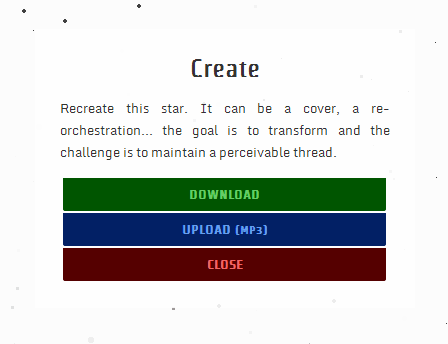 Create
Recreate this star. It can be a cover, a re-
orchestration... the goal is to transform and the
challenge is to maintain a perceivable thread.
DOWNLOAD
UPLOAD (MP3)
CLOSE